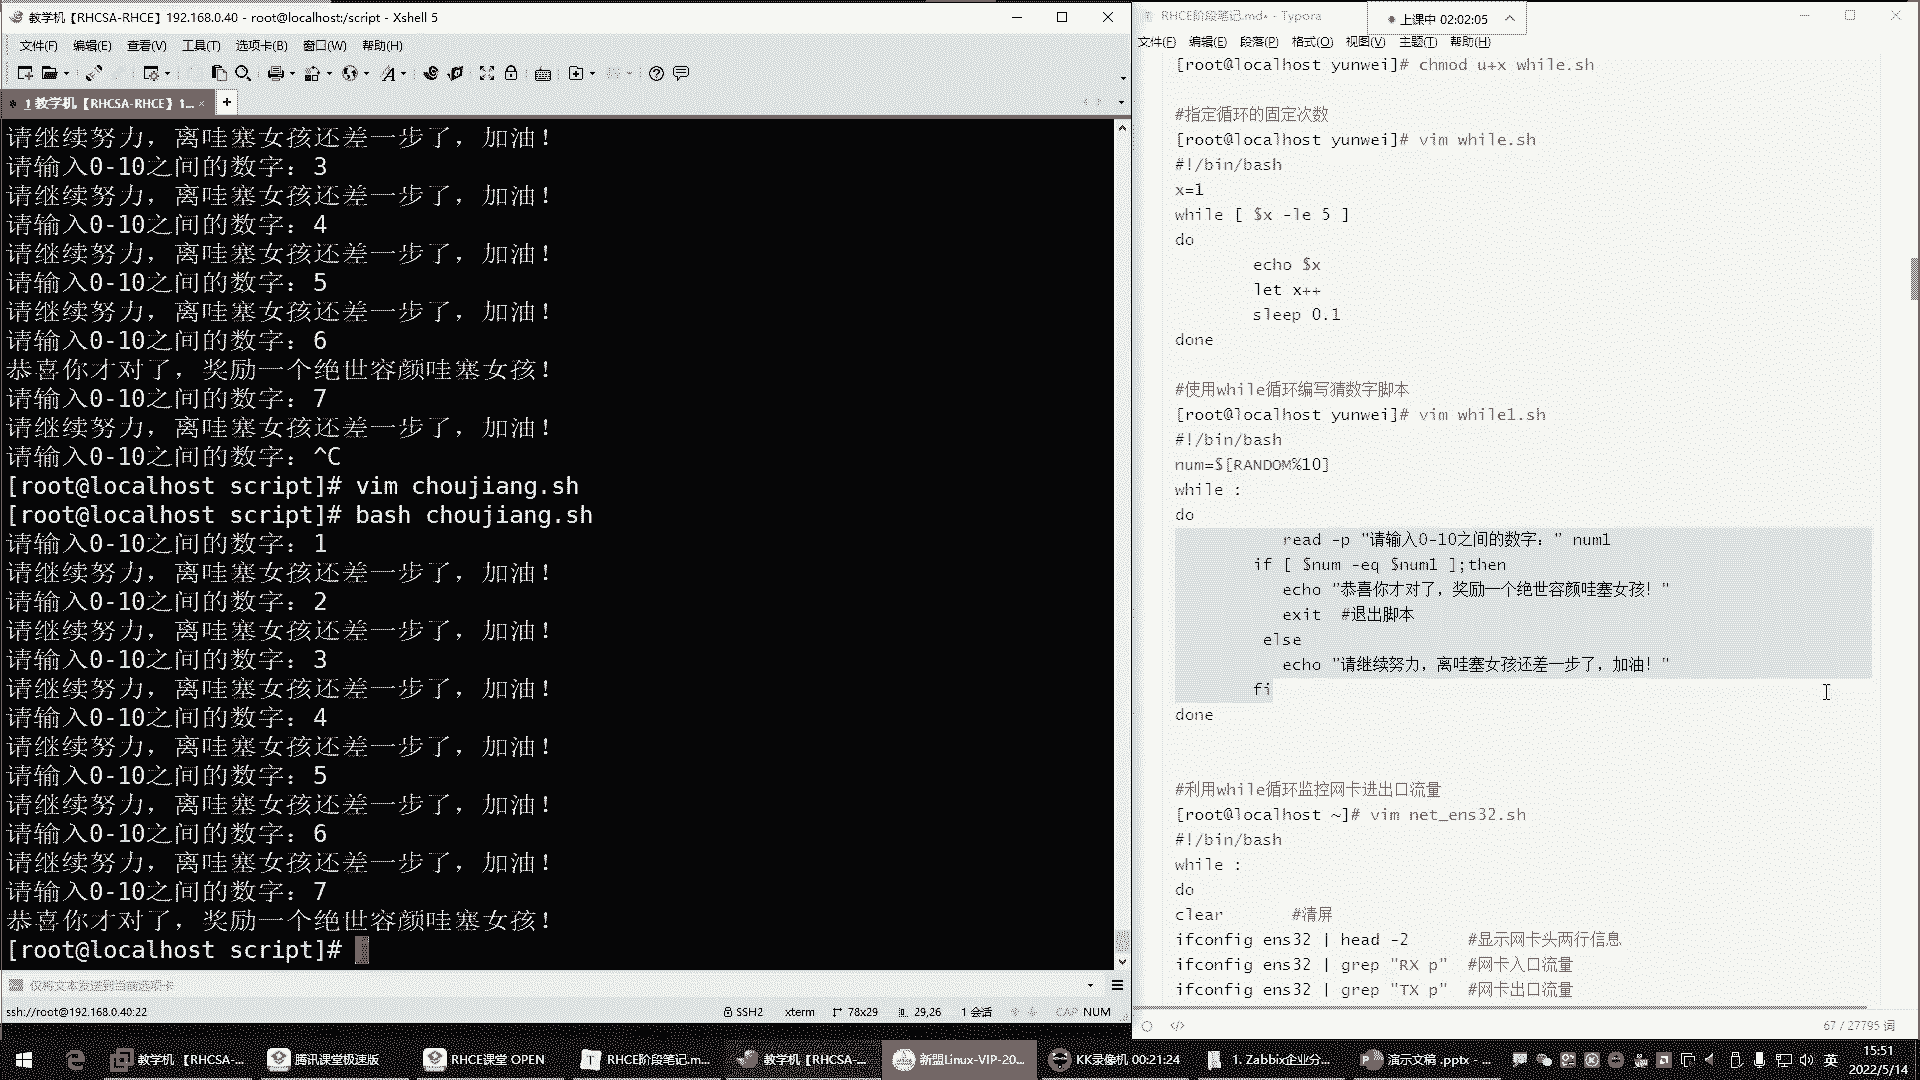 教学机【RHCSA-RHCE】192.168.0.40 - root@localhost:/script - Xshell 5
文件(F) 编辑(E) 查看(V) 工具(T) 选项卡(B) 窗口(W) 帮助(H)
1 教学机【RHCSA-RHCE】1...
请继续努力，离哇塞女孩还差一步了，加油！
请输入0-10之间的数字：3
请继续努力，离哇塞女孩还差一步了，加油！
请输入0-10之间的数字：4
请继续努力，离哇塞女孩还差一步了，加油！
请输入0-10之间的数字：5
请继续努力，离哇塞女孩还差一步了，加油！
请输入0-10之间的数字：6
恭喜你才对了，奖励一个绝世容颜哇塞女孩！
请输入0-10之间的数字：7
请继续努力，离哇塞女孩还差一步了，加油！
请输入0-10之间的数字：^C
[root@localhost script]# vim choujiang.sh
[root@localhost script]# bash choujiang.sh
请输入0-10之间的数字：1
请继续努力，离哇塞女孩还差一步了，加油！
请输入0-10之间的数字：2
请继续努力，离哇塞女孩还差一步了，加油！
请输入0-10之间的数字：3
请继续努力，离哇塞女孩还差一步了，加油！
请输入0-10之间的数字：4
请继续努力，离哇塞女孩还差一步了，加油！
请输入0-10之间的数字：5
请继续努力，离哇塞女孩还差一步了，加油！
请输入0-10之间的数字：6
请继续努力，离哇塞女孩还差一步了，加油！
请输入0-10之间的数字：7
恭喜你才对了，奖励一个绝世容颜哇塞女孩！
[root@localhost script]#
仅将文本发送到当前选项卡
ssh://root@192.168.0.40:22 SSH2 xterm 78x29 29,26 1 会话 CAP NUM
RHCE阶段笔记.md• - Typora
上课中 02:02:05
文件(F) 编辑(E) 段落(P) 格式(O) 视图(V) 主题(T) 帮助(H)
[root@localhost yunwei]# chmod u+x while.sh
#指定循环的固定次数
[root@localhost yunwei]# vim while.sh
#!/bin/bash
x=1
while [ $x -le 5 ]
do
echo $x
let x++
sleep 0.1
done
#使用while循环编写猜数字脚本
[root@localhost yunwei]# vim while1.sh
#!/bin/bash
num=$[RANDOM%10]
while :
do
read -p "请输入0-10之间的数字：" num1
if [ $num -eq $num1 ];then
echo "恭喜你才对了，奖励一个绝世容颜哇塞女孩！"
exit #退出脚本
else
echo "请继续努力，离哇塞女孩还差一步了，加油！"
fi
done
#利用while循环监控网卡进出口流量
[root@localhost ~]# vim net_ens32.sh
#!/bin/bash
while :
do
clear #清屏
ifconfig ens32 | head -2 #显示网卡头两行信息
ifconfig ens32 | grep "RX p" #网卡入口流量
ifconfig ens32 | grep "TX p" #网卡出口流量
67 / 27795 词
教学机【RHCSA-... 腾讯课堂极速版 RHCE课堂 OPEN RHCE阶段笔记.m... 教学机【RHCSA-... 新盟Linux-VIP-20... KK录像机 00:21:24 1. Zabbix企业分... 演示文稿 .pptx - ... 英 15:51
2022/5/14